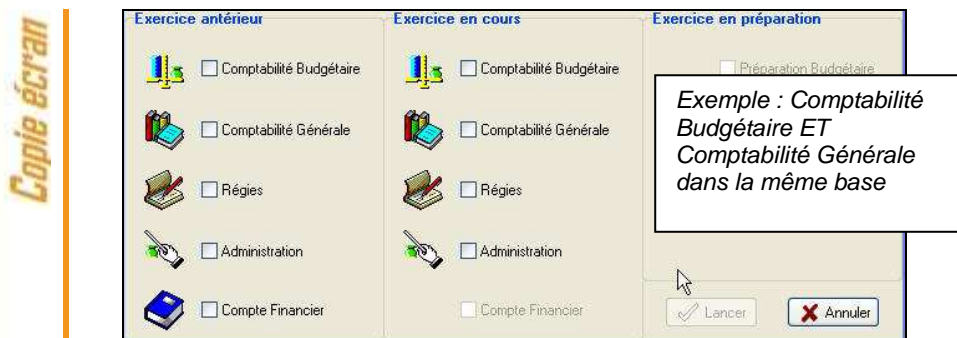 Copie écran
Exercice antérieur
Comptabilité Budgétaire
Comptabilité Générale
Régies
Administration
Compte Financier
Exercice en cours
Comptabilité Budgétaire
Comptabilité Générale
Régies
Administration
Compte Financier
Exercice en préparation
Préparation Budgétaire
Exemple : Comptabilité
Budgétaire ET
Comptabilité Générale
dans la même base
Lancer
Annuler